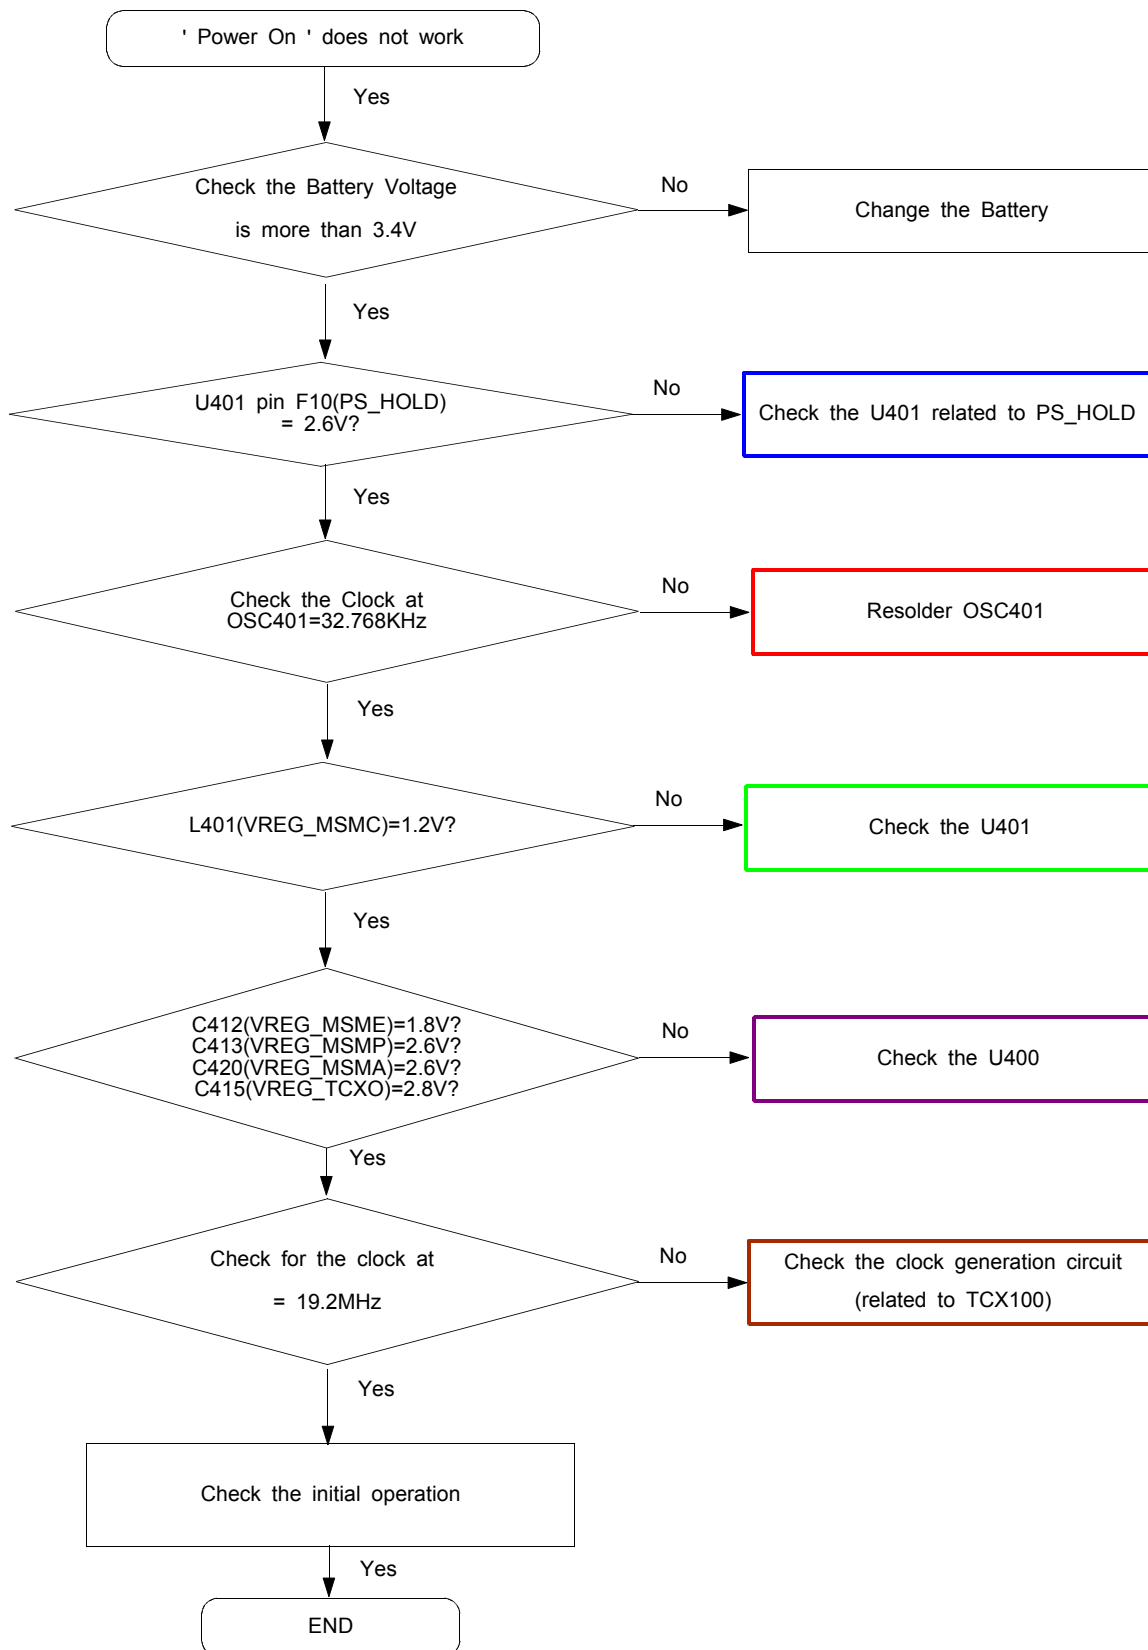 ' Power On ' does not work
Yes
Check the Battery Voltage
is more than 3.4V
No
Change the Battery
Yes
U401 pin F10(PS_HOLD)
= 2.6V?
No
Check the U401 related to PS_HOLD
Yes
Check the Clock at
OSC401=32.768KHz
No
Resolder OSC401
Yes
L401(VREG_MSMC)=1.2V?
No
Check the U401
Yes
C412(VREG_MSME)=1.8V?
C413(VREG_MSMP)=2.6V?
C420(VREG_MSMA)=2.6V?
C415(VREG_TCXO)=2.8V?
No
Check the U400
Yes
Check for the clock at
= 19.2MHz
No
Check the clock generation circuit
(related to TCX100)
Yes
Check the initial operation
Yes
END